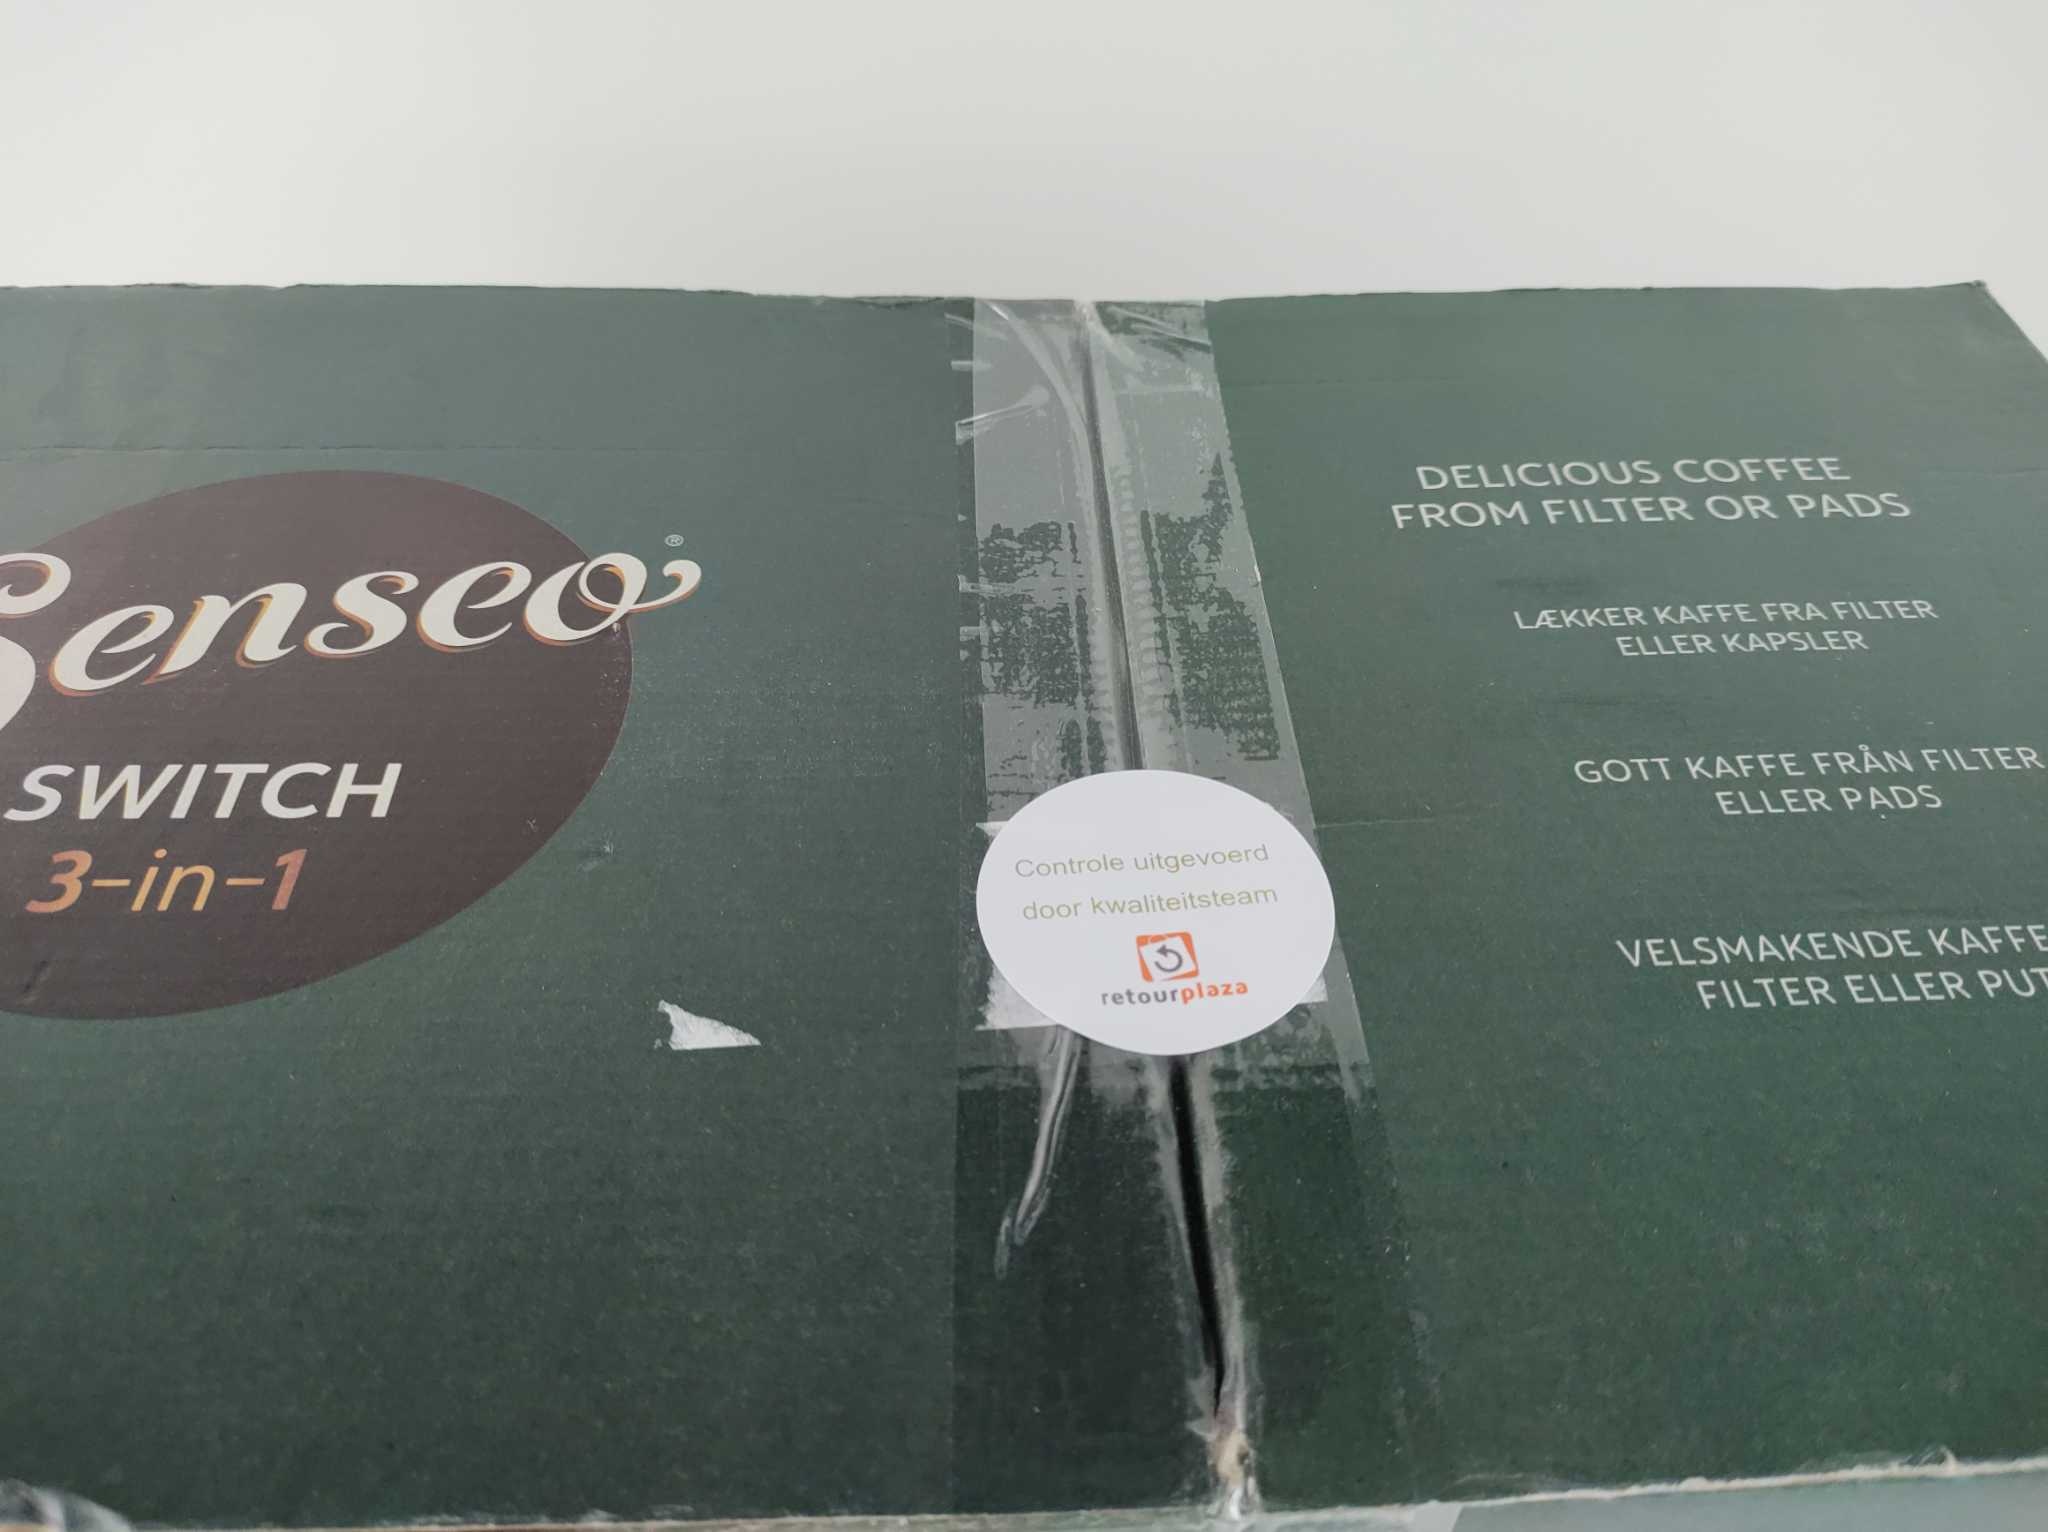 Senseo®
SWITCH
3-in-1
Controle uitgevoerd
door kwaliteitsteam
retourplaza
DELICIOUS COFFEE
FROM FILTER OR PADS
LÆKKER KAFFE FRA FILTER
ELLER KAPSLER
GOTT KAFFE FRÅN FILTER
ELLER PADS
VELSMAKENDE KAFFE
FILTER ELLER PUT